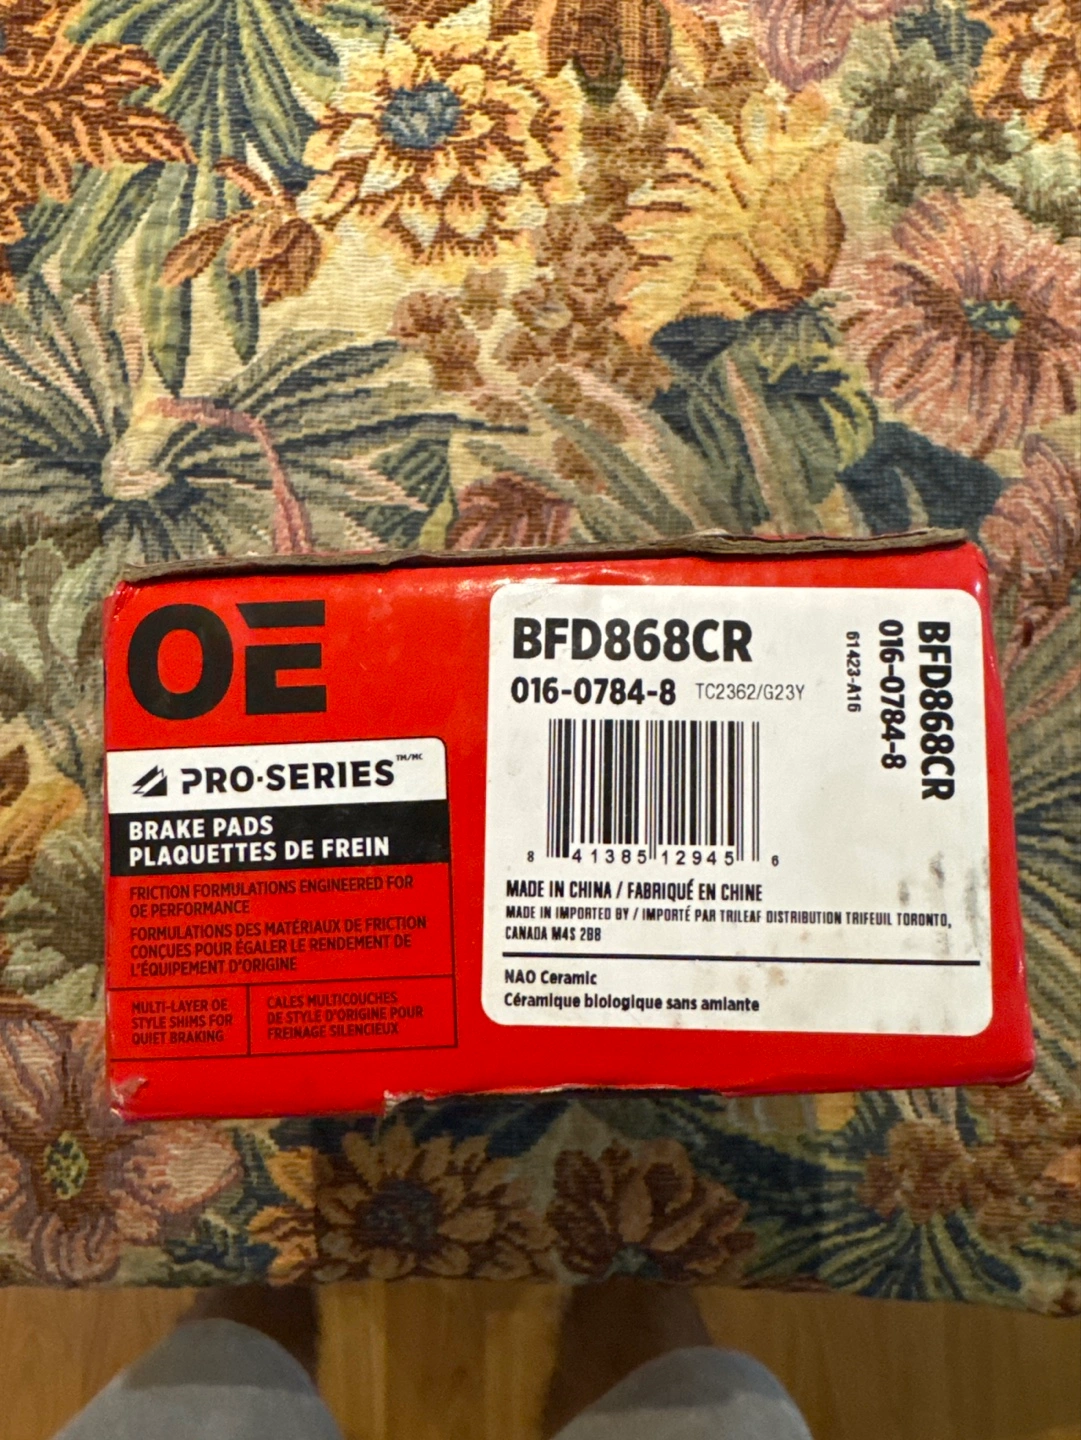 OE
PRO·SERIES™/MC
BRAKE PADS
PLAQUETTES DE FREIN
FRICTION FORMULATIONS ENGINEERED FOR
OE PERFORMANCE
FORMULATIONS DES MATÉRIAUX DE FRICTION
CONÇUES POUR ÉGALER LE RENDEMENT DE
L'ÉQUIPEMENT D'ORIGINE
MULTI-LAYER OE
STYLE SHIMS FOR
QUIET BRAKING
CALES MULTICOUCHES
DE STYLE D'ORIGINE POUR
FREINAGE SILENCIEUX
BFD868CR
016-0784-8 TC2362/G23Y
8 41385 12945 6
MADE IN CHINA / FABRIQUÉ EN CHINE
MADE IN IMPORTED BY / IMPORTÉ PAR TRILEAF DISTRIBUTION TRIFEUIL TORONTO,
CANADA M4S 2B8
NAO Ceramic
Céramique biologique sans amiante
BFD868CR
016-0784-8
61423-A16